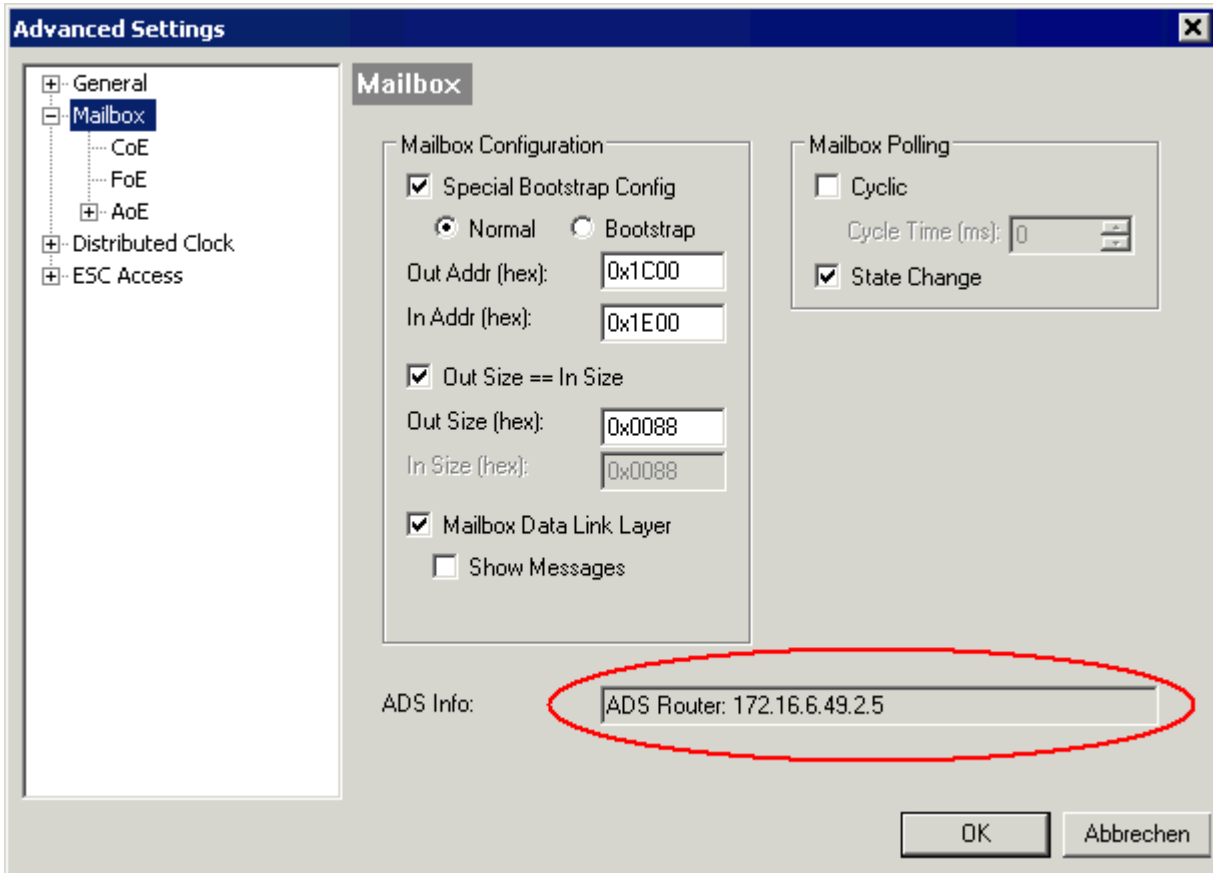 Advanced Settings
General
Mailbox
CoE
FoE
AoE
Distributed Clock
ESC Access
Mailbox
Mailbox Configuration
Special Bootstrap Config
Normal Bootstrap
Out Addr (hex): 0x1C00
In Addr (hex): 0x1E00
Out Size == In Size
Out Size (hex): 0x0088
In Size (hex): 0x0088
Mailbox Data Link Layer
Show Messages
Mailbox Polling
Cyclic
Cycle Time (ms): 0
State Change
ADS Info: ADS Router: 172.16.6.49.2.5
OK Abbrechen